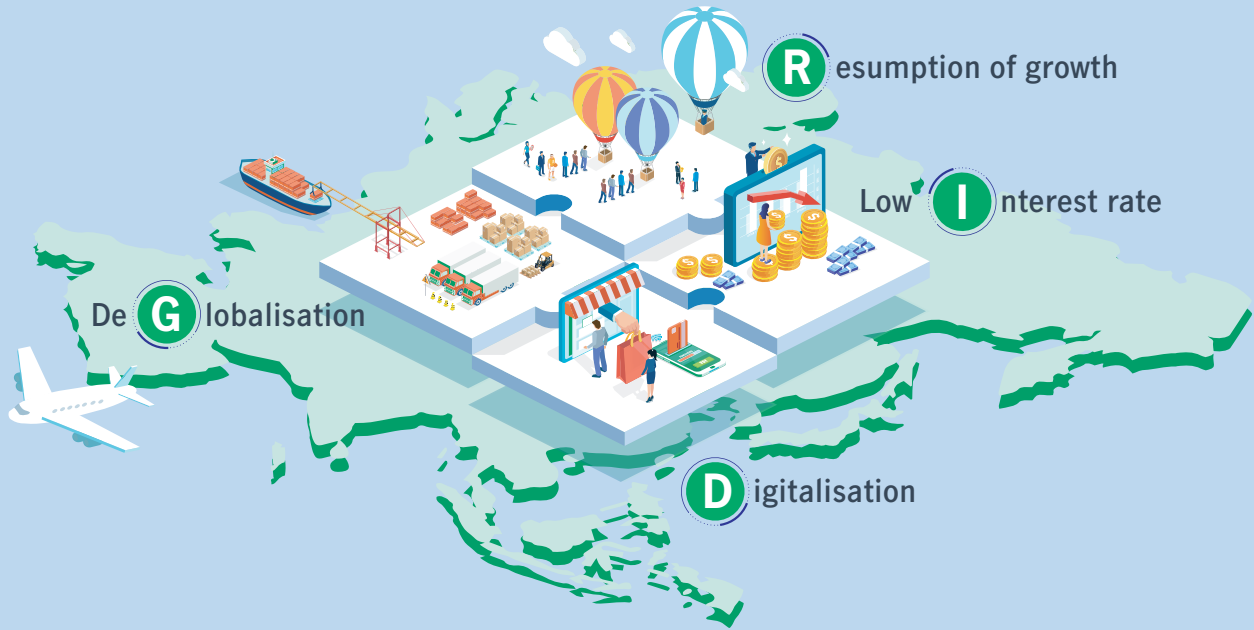 Resumption of growth
Low Interest rate
DeGlobalisation
Digitalisation